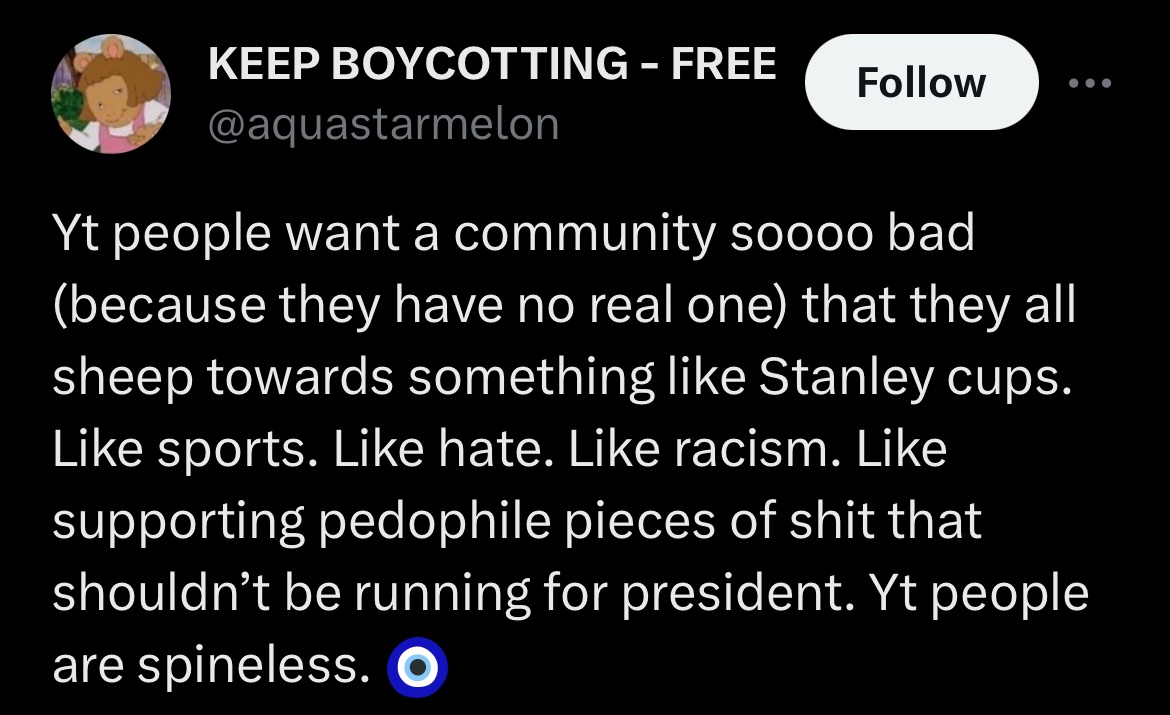 KEEP BOYCOTTING - FREE
Follow
@aquastarmelon
Yt people want a community soooo bad
(because they have no real one) that they all
sheep towards something like Stanley cups.
Like sports. Like hate. Like racism. Like
supporting pedophile pieces of shit that
shouldn’t be running for president. Yt people
are spineless. 🧿